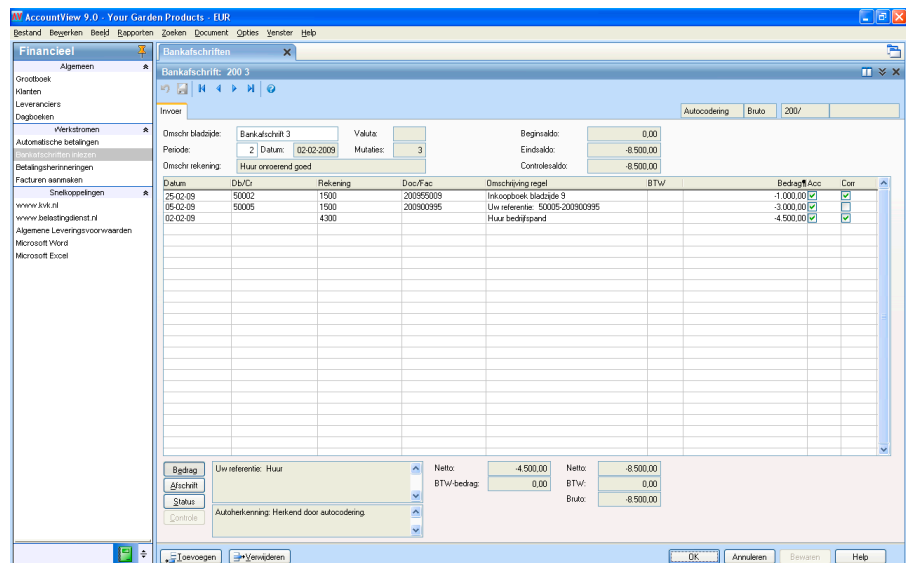 AccountView 9.0 - Your Garden Products - EUR
Bestand Bewerken Beeld Rapporten Zoeken Document Opties Venster Help
Financieel
Algemeen
Grootboek
Klanten
Leveranciers
Dagboeken
Werkstromen
Automatische betalingen
Bankafschriften inlezen
Betalingsherinneringen
Facturen aanmaken
Snelkoppelingen
www.kvk.nl
www.belastingdienst.nl
Algemene Leveringsvoorwaarden
Microsoft Word
Microsoft Excel
Bankafschriften
Bankafschrift: 200 3
Invoer
Autocodering Bruto 200/
Omschr bladzijde: Bankafschrift 3 Valuta: Beginsaldo: 0,00
Periode: 2 Datum: 02-02-2009 Mutaties: 3 Eindsaldo: -8.500,00
Omschr rekening: Huur onroerend goed Controlesaldo: -8.500,00
Datum Db/Cr Rekening Doc/Fac Omschrijving regel BTW Bedrag¶ Acc Corr
25-02-09 50002 1500 200955009 Inkoopboek bladzijde 9 -1.000,00
05-02-09 50005 1500 200900995 Uw referentie: 50005-200900995 -3.000,00
02-02-09 4300 Huur bedrijfspand -4.500,00
Bedrag Uw referentie: Huur Netto: -4.500,00 Netto: -8.500,00
Afschrift BTW-bedrag: 0,00 BTW: 0,00
Status Bruto: -8.500,00
Controle Autoherkenning: Herkend door autocodering.
Toevoegen Verwijderen OK Annuleren Bewaren Help